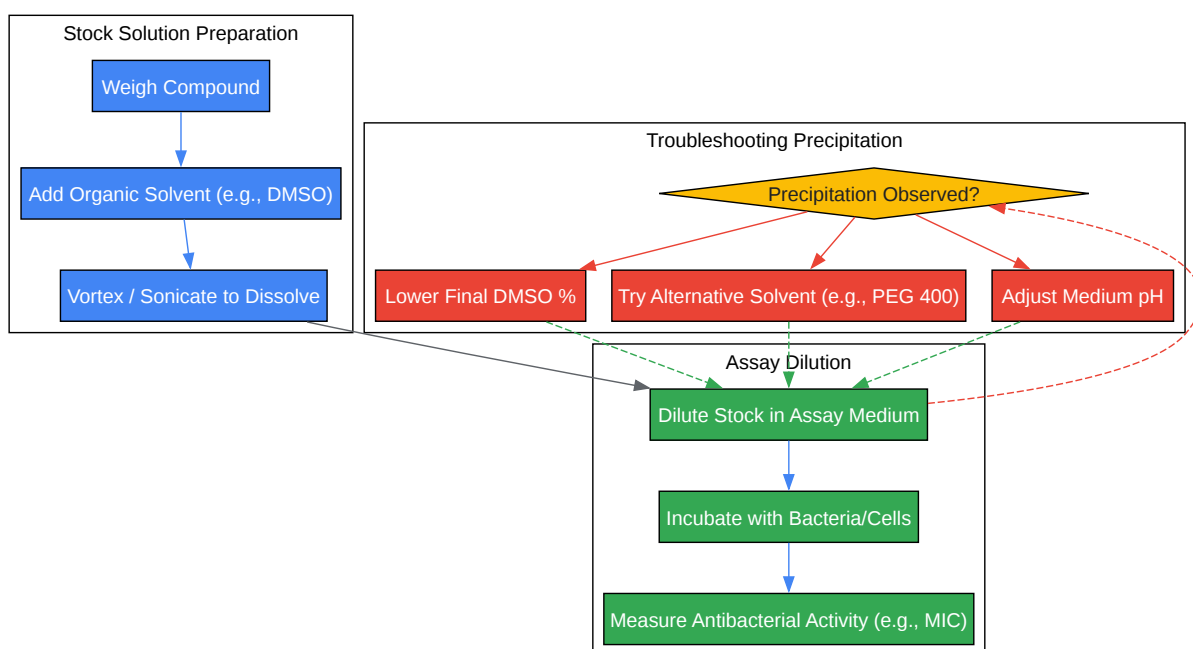 Stock Solution Preparation
Weigh Compound
Add Organic Solvent (e.g., DMSO)
Vortex / Sonicate to Dissolve
Troubleshooting Precipitation
Precipitation Observed?
Lower Final DMSO %
Try Alternative Solvent (e.g., PEG 400)
Adjust Medium pH
Assay Dilution
Dilute Stock in Assay Medium
Incubate with Bacteria/Cells
Measure Antibacterial Activity (e.g., MIC)